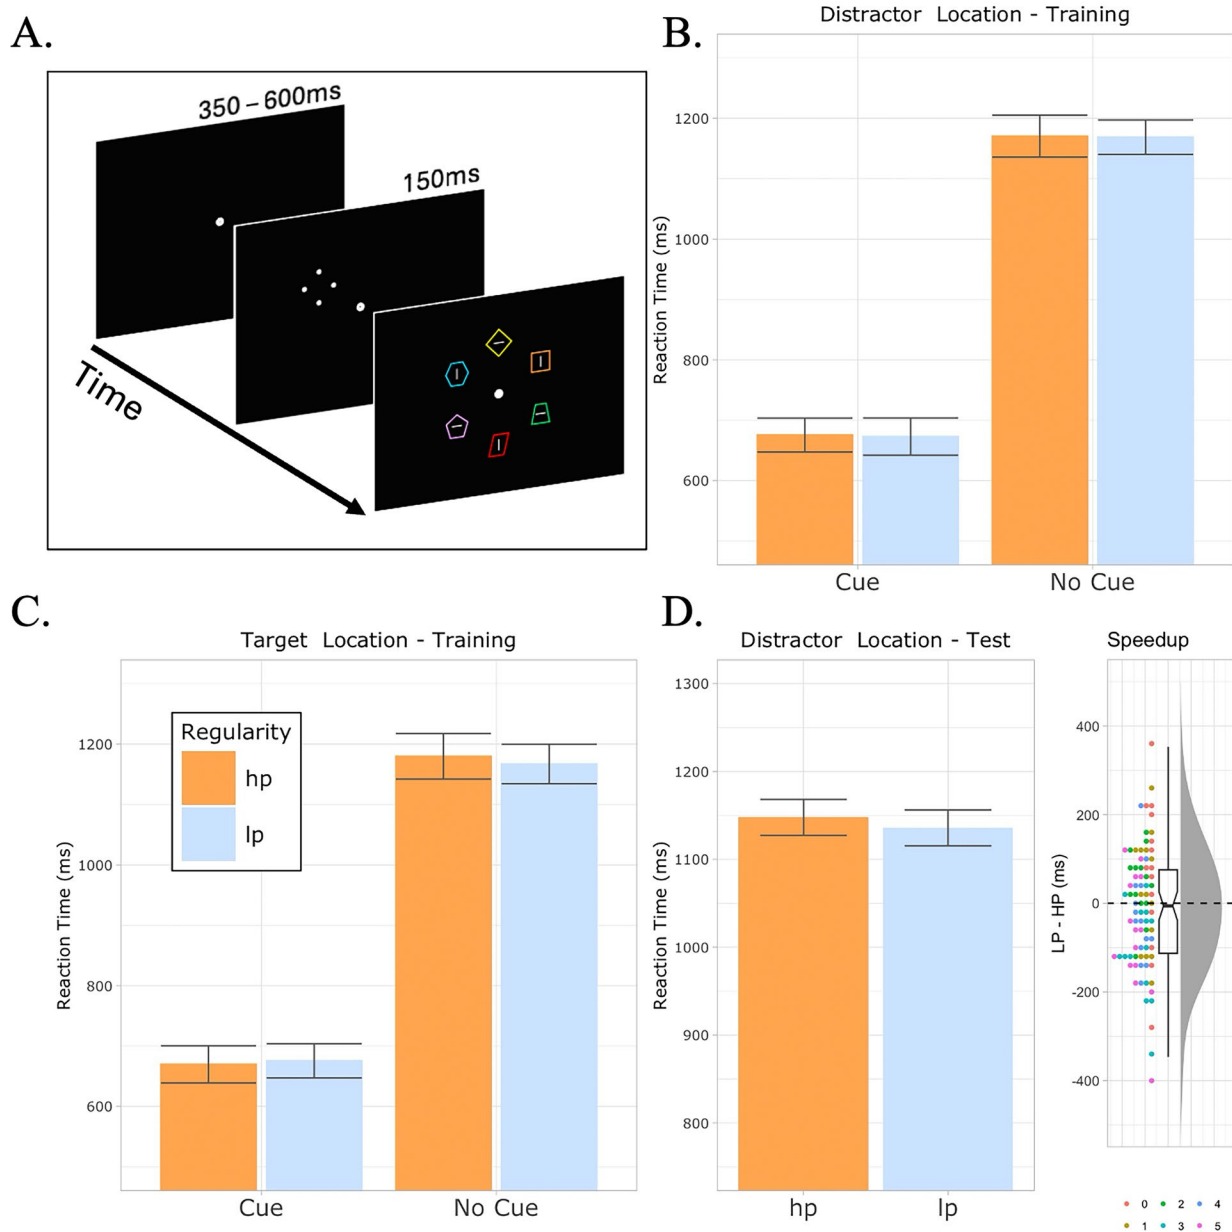 A.
350 – 600ms
150ms
Time
B.
Distractor Location - Training
Reaction Time (ms)
1200
1000
800
600
Cue No Cue
C.
Target Location - Training
Reaction Time (ms)
1200
1000
800
600
Regularity
hp
lp
Cue No Cue
D.
Distractor Location - Test
Reaction Time (ms)
1300
1200
1100
1000
900
800
hp lp
Speedup
LP - HP (ms)
400
200
0
-200
-400
0 2 4
1 3 5